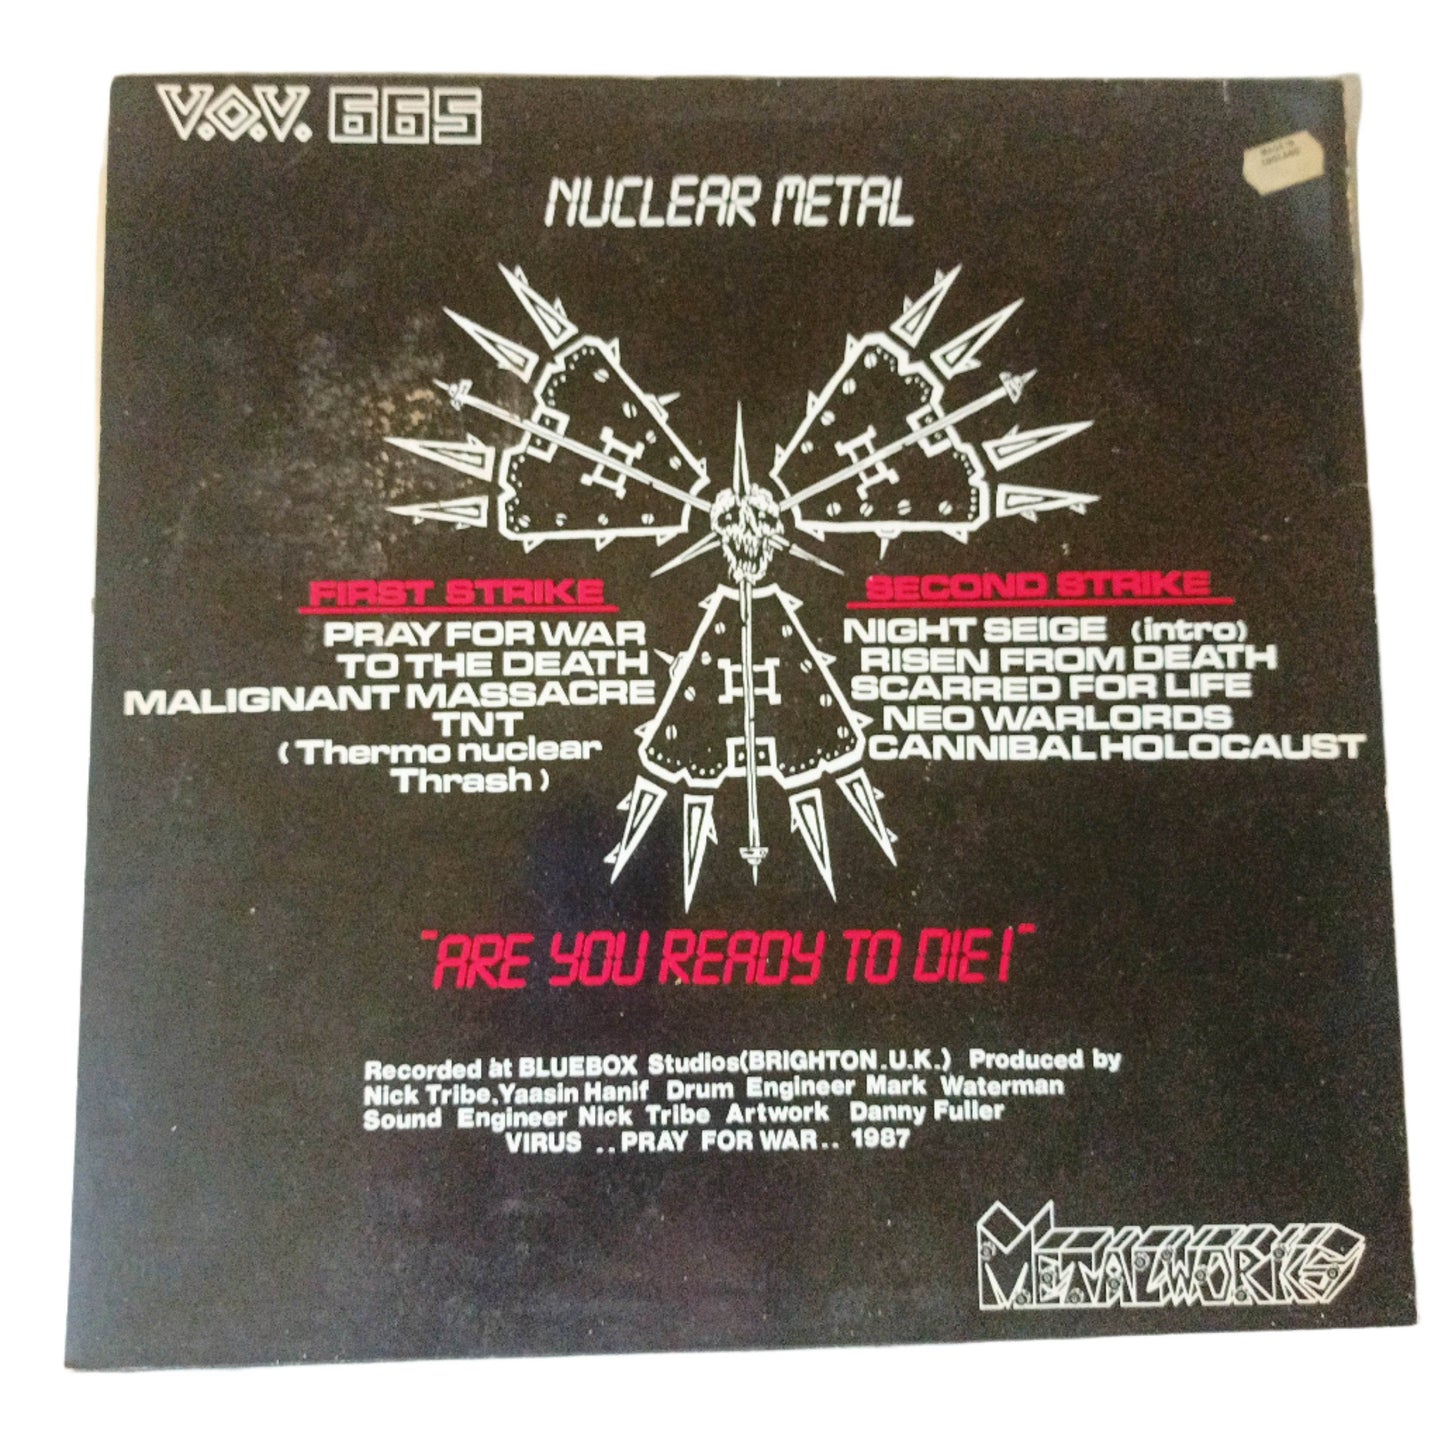 V.O.V. 665
MADE IN
ENGLAND
NUCLEAR METAL
FIRST STRIKE
PRAY FOR WAR
TO THE DEATH
MALIGNANT MASSACRE
TNT
(Thermo nuclear
Thrash)
SECOND STRIKE
NIGHT SEIGE (intro)
RISEN FROM DEATH
SCARRED FOR LIFE
NEO WARLORDS
CANNIBAL HOLOCAUST
"ARE YOU READY TO DIE!"
Recorded at BLUEBOX Studios(BRIGHTON.U.K.) Produced by
Nick Tribe.Yaasin Hanif Drum Engineer Mark Waterman
Sound Engineer Nick Tribe Artwork Danny Fuller
VIRUS ..PRAY FOR WAR.. 1987
METALWORKS